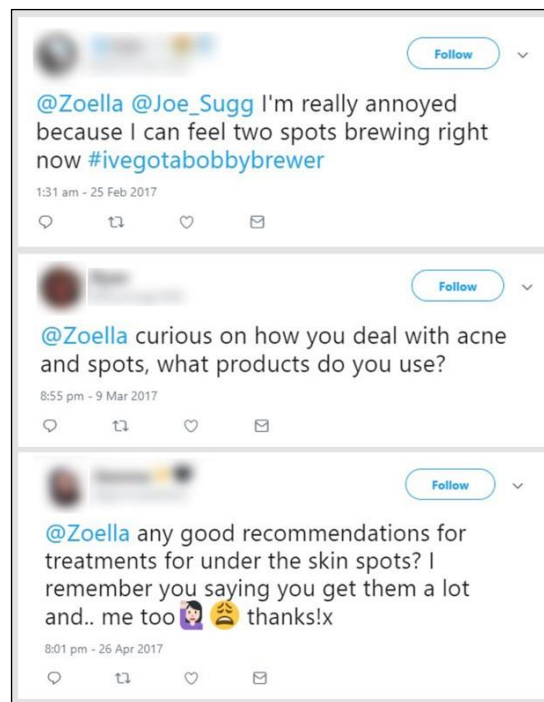 Follow
@Zoella @Joe_Sugg I'm really annoyed
because I can feel two spots brewing right
now #ivegotabobbybrewer
1:31 am - 25 Feb 2017
Follow
@Zoella curious on how you deal with acne
and spots, what products do you use?
8:55 pm - 9 Mar 2017
Follow
@Zoella any good recommendations for
treatments for under the skin spots? I
remember you saying you get them a lot
and.. me too🙋🏻‍♀️😩 thanks!x
8:01 pm - 26 Apr 2017